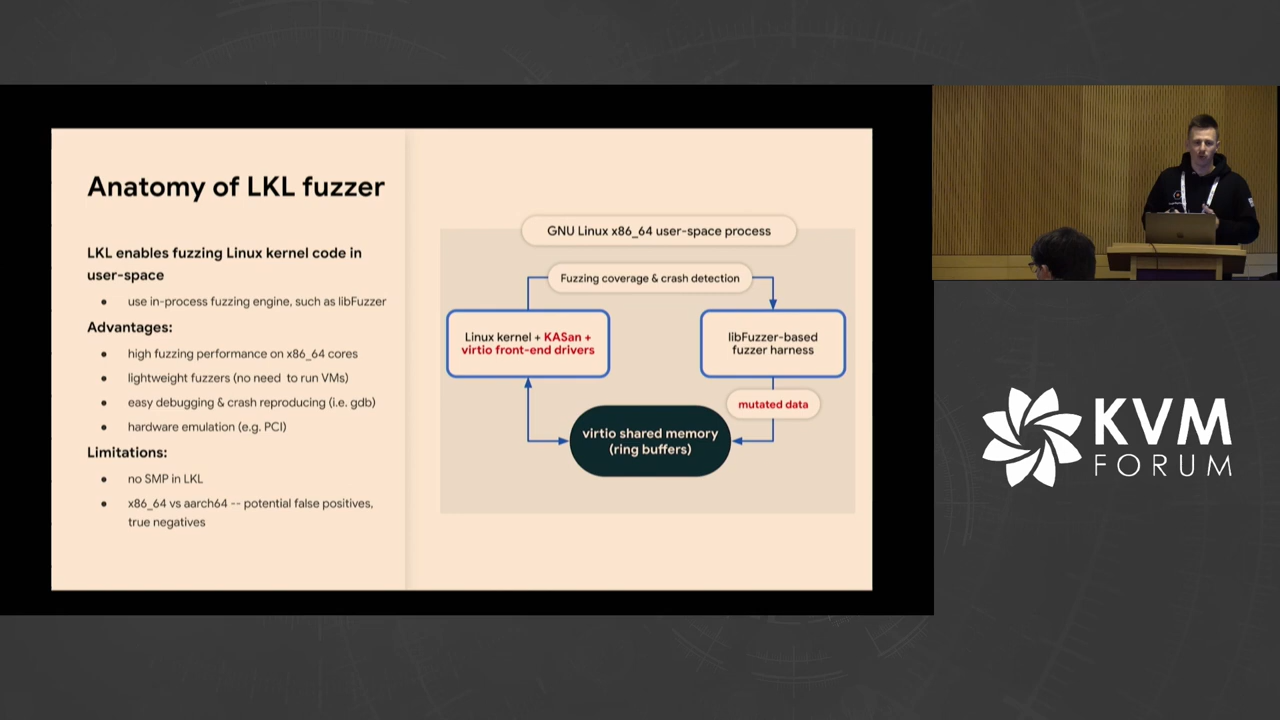 Anatomy of LKL fuzzer
LKL enables fuzzing Linux kernel code in
user-space
● use in-process fuzzing engine, such as libFuzzer
Advantages:
● high fuzzing performance on x86_64 cores
● lightweight fuzzers (no need to run VMs)
● easy debugging & crash reproducing (i.e. gdb)
● hardware emulation (e.g. PCI)
Limitations:
● no SMP in LKL
● x86_64 vs aarch64 -- potential false positives,
true negatives
GNU Linux x86_64 user-space process
Fuzzing coverage & crash detection
Linux kernel + KASan +
virtio front-end drivers
libFuzzer-based
fuzzer harness
mutated data
virtio shared memory
(ring buffers)
KVM
FORUM